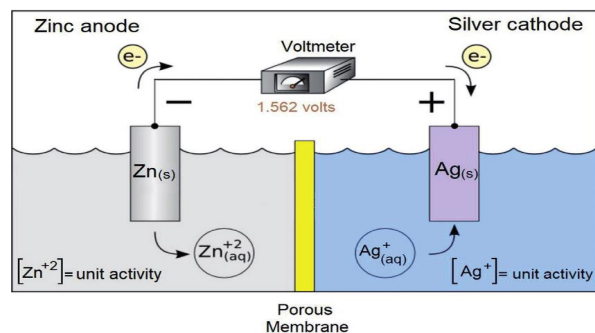 Zinc anode
Silver cathode
Voltmeter
e-
e-
1.562 volts
−
+
Zn(s)
Ag(s)
Zn+2(aq)
Ag+(aq)
[Zn+2]= unit activity
[Ag+]= unit activity
Porous
Membrane